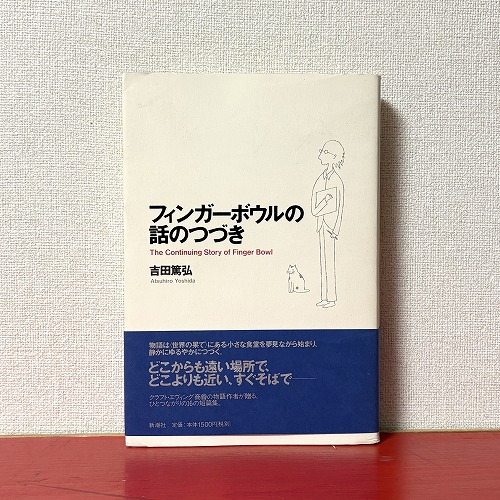 フィンガーボウルの
話のつづき
The Continuing Story of Finger Bowl
吉田篤弘
Atsuhiro Yoshida
物語は〈世界の果て〉にある小さな食堂を夢見ながら始まり、
静かにゆるやかにつづく。
どこからも遠い場所で、
どこよりも近い、すぐそばで――
クラフト・エヴィング商會の物語作者が贈る、
ひとつながりの16の短篇集。
新潮社 定価:本体1500円(税別)